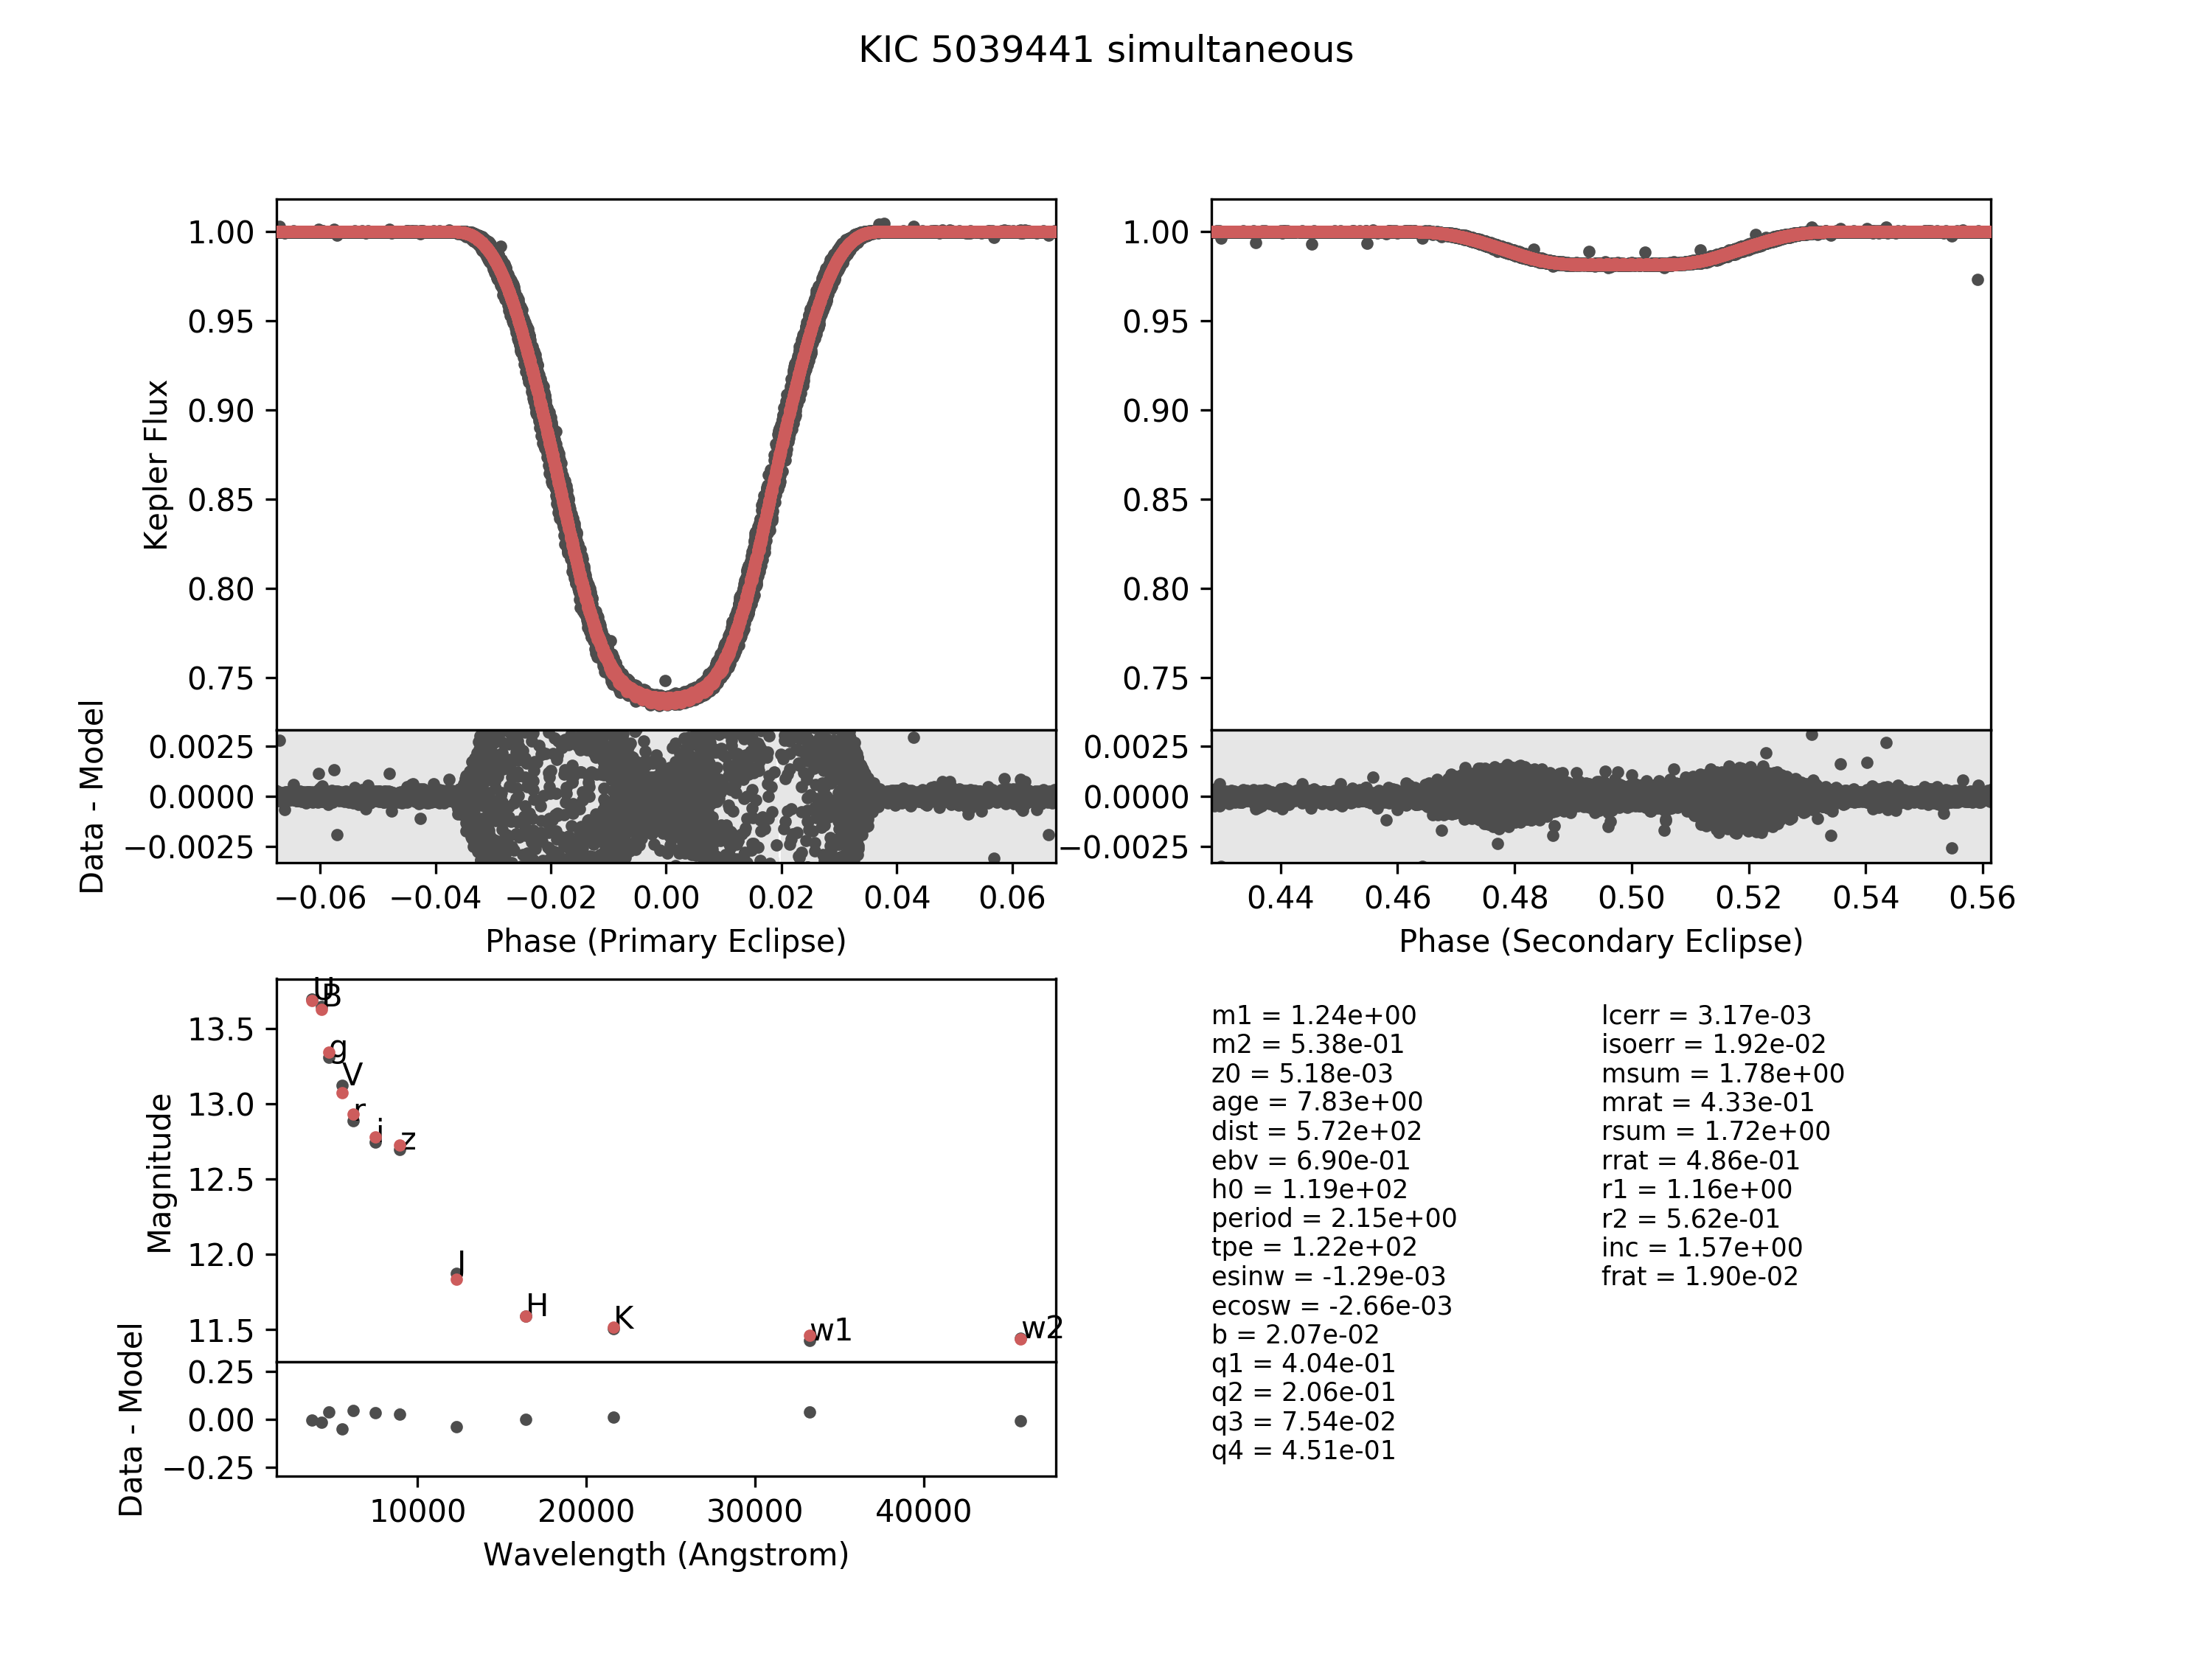 KIC 5039441 simultaneous
Kepler Flux
1.00
0.95
0.90
0.85
0.80
0.75
Data - Model
0.0025
0.0000
−0.0025
−0.06 −0.04 −0.02 0.00 0.02 0.04 0.06
Phase (Primary Eclipse)
1.00
0.95
0.90
0.85
0.80
0.75
0.0025
0.0000
−0.0025
0.44 0.46 0.48 0.50 0.52 0.54 0.56
Phase (Secondary Eclipse)
Magnitude
13.5
13.0
12.5
12.0
11.5
U
B
g
V
r
i
z
J
H
K
w1
w2
Data - Model
0.25
0.00
−0.25
10000 20000 30000 40000
Wavelength (Angstrom)
m1 = 1.24e+00
m2 = 5.38e-01
z0 = 5.18e-03
age = 7.83e+00
dist = 5.72e+02
ebv = 6.90e-01
h0 = 1.19e+02
period = 2.15e+00
tpe = 1.22e+02
esinw = -1.29e-03
ecosw = -2.66e-03
b = 2.07e-02
q1 = 4.04e-01
q2 = 2.06e-01
q3 = 7.54e-02
q4 = 4.51e-01
lcerr = 3.17e-03
isoerr = 1.92e-02
msum = 1.78e+00
mrat = 4.33e-01
rsum = 1.72e+00
rrat = 4.86e-01
r1 = 1.16e+00
r2 = 5.62e-01
inc = 1.57e+00
frat = 1.90e-02